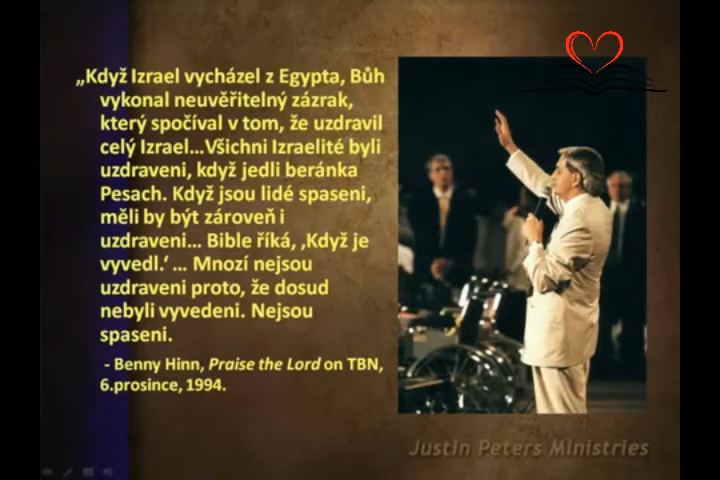 „Když Izrael vycházel z Egypta, Bůh
vykonal neuvěřitelný zázrak,
který spočíval v tom, že uzdravil
celý Izrael...Všichni Izraelité byli
uzdraveni, když jedli beránka
Pesach. Když jsou lidé spaseni,
měli by být zároveň i
uzdraveni... Bible říká, ‚Když je
vyvedl.‘ ... Mnozí nejsou
uzdraveni proto, že dosud
nebyli vyvedeni. Nejsou
spaseni.
- Benny Hinn, Praise the Lord on TBN,
6.prosince, 1994.
Justin Peters Ministries